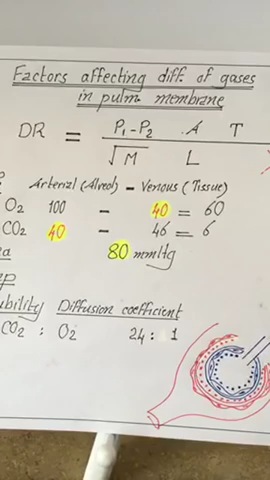 Factors affecting diff. of gases
in pulm. membrane
DR = P1-P2 . A T
√M L
Arterial (Alveol) - Venous (Tissue)
O2 100 - 40 = 60
CO2 40 - 46 = 6
80 mmHg
Diffusion coefficient
CO2 : O2 24 : 1